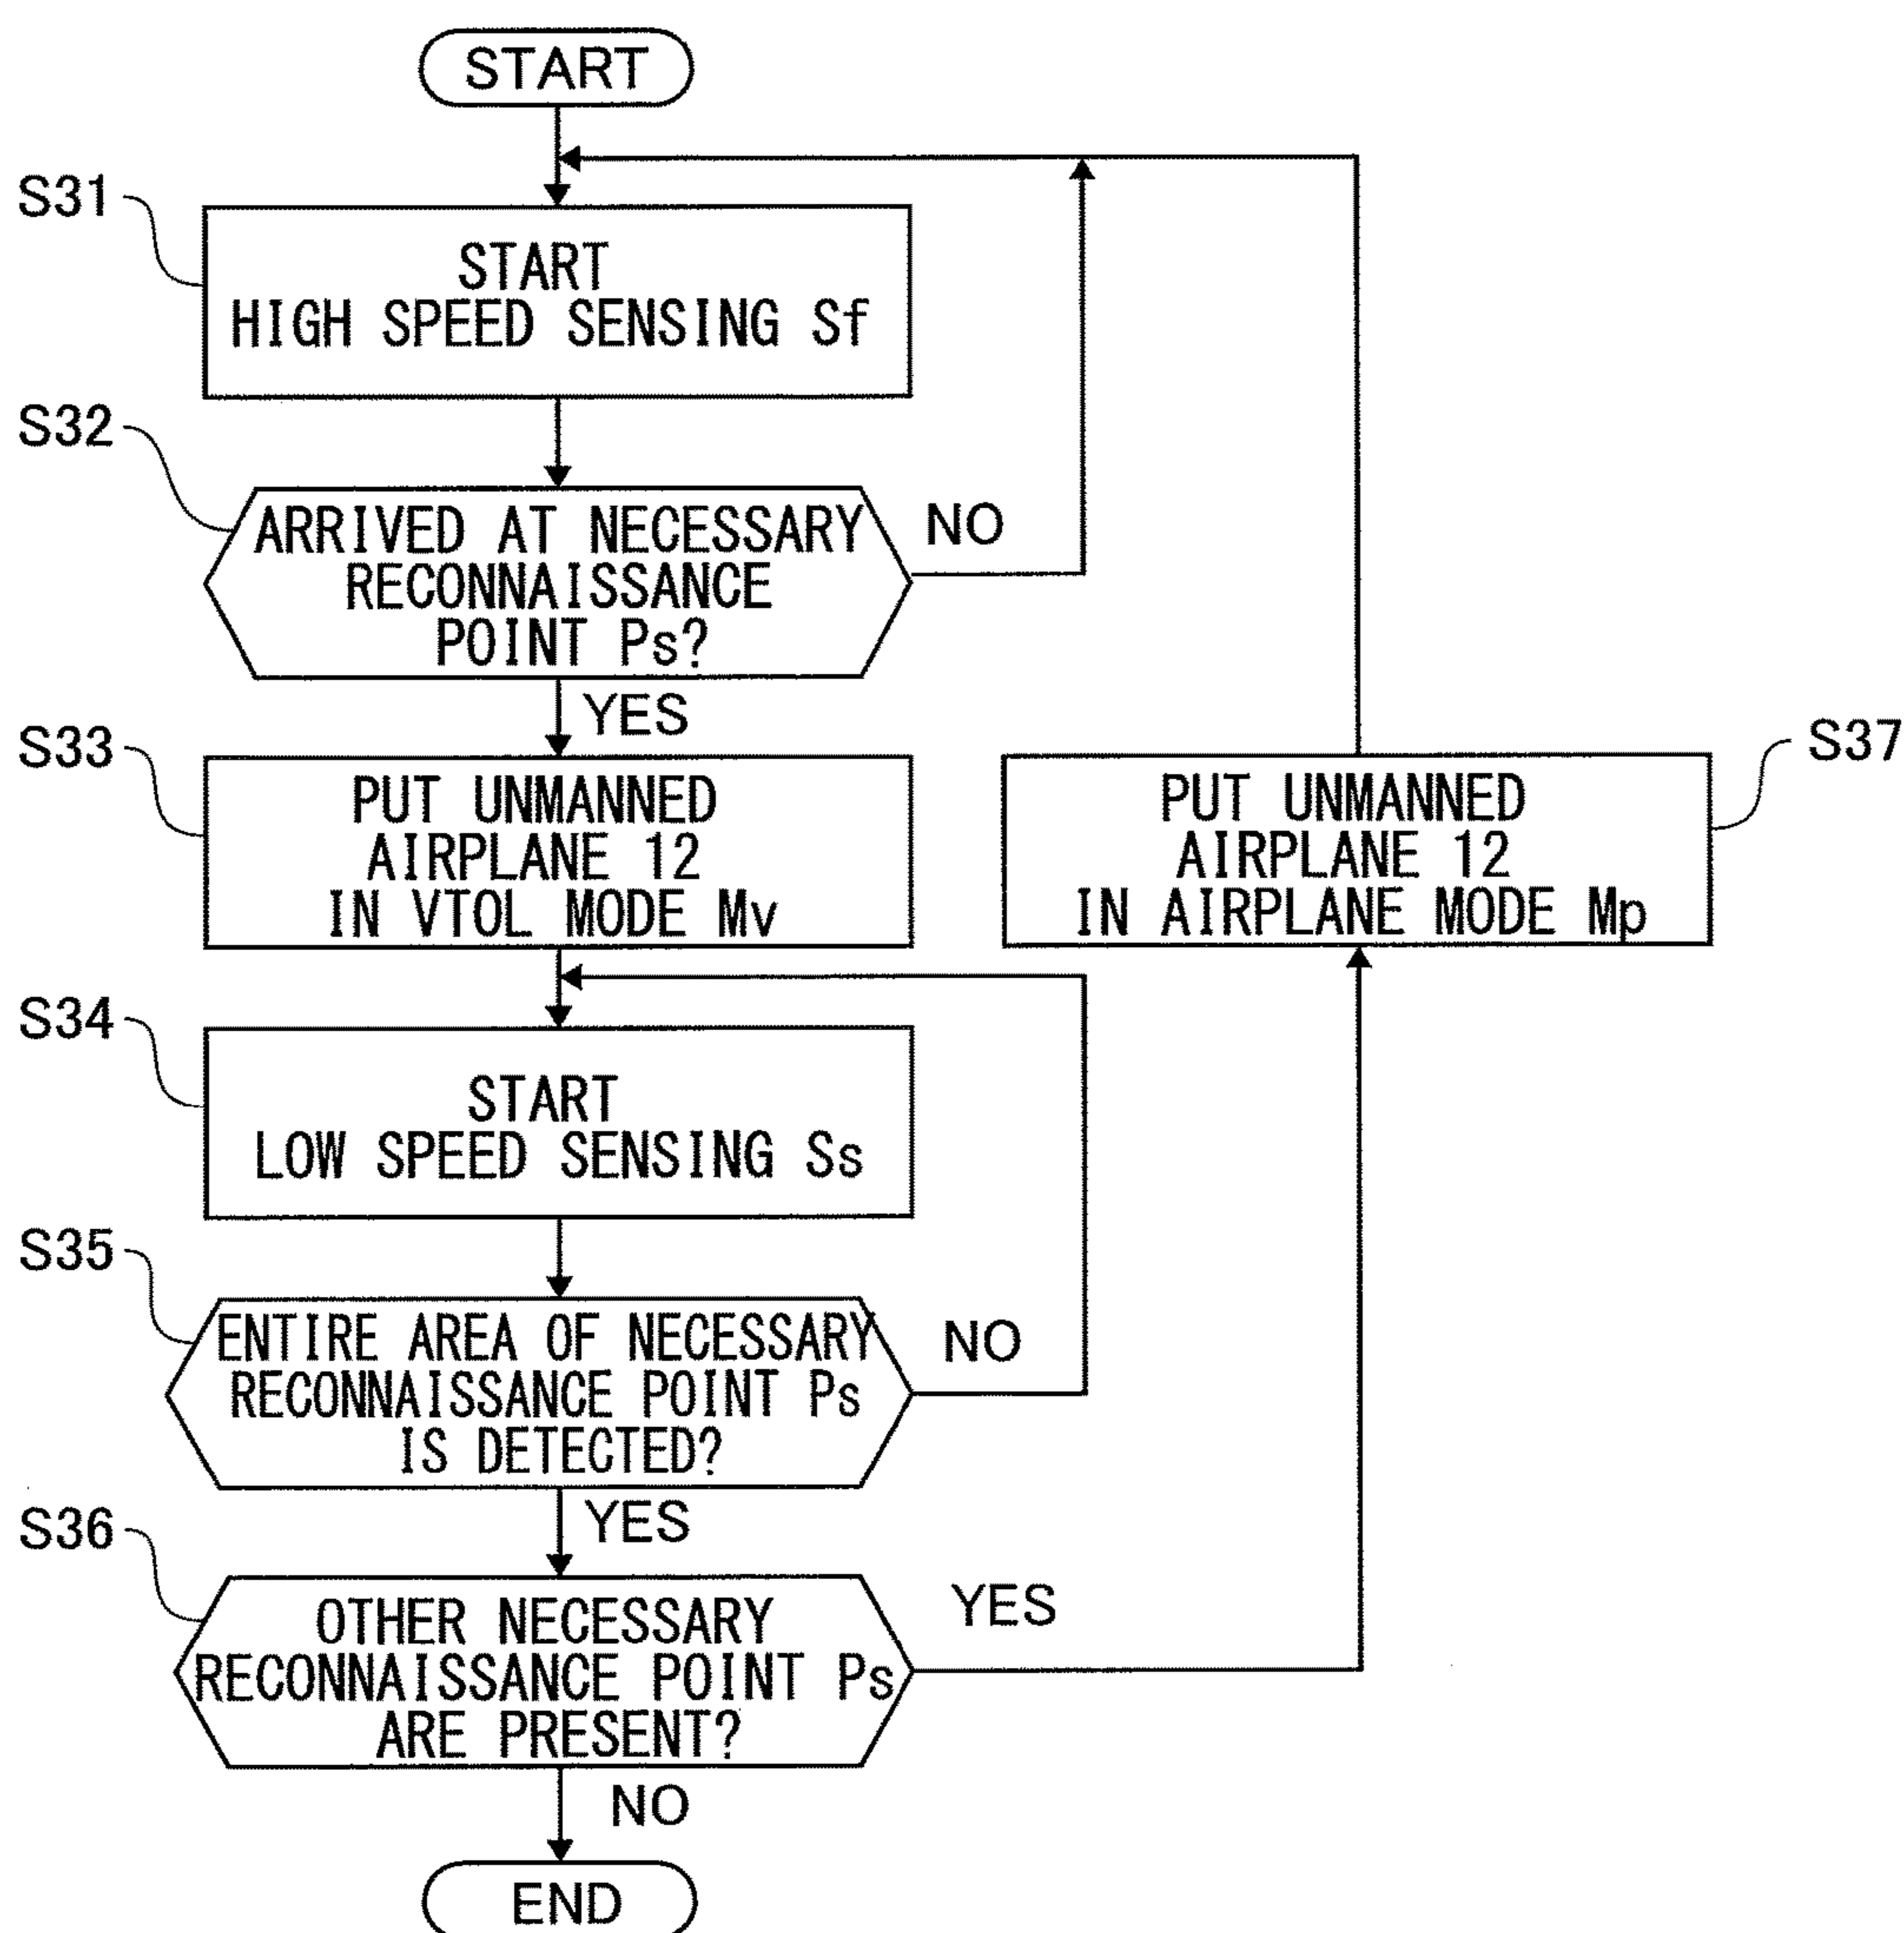 START
S31
START
HIGH SPEED SENSING Sf
S32
ARRIVED AT NECESSARY
RECONNAISSANCE
POINT Ps?
NO
YES
S33
PUT UNMANNED
AIRPLANE 12
IN VTOL MODE Mv
PUT UNMANNED
AIRPLANE 12
IN AIRPLANE MODE Mp
S37
S34
START
LOW SPEED SENSING Ss
S35
ENTIRE AREA OF NECESSARY
RECONNAISSANCE POINT Ps
IS DETECTED?
NO
YES
S36
OTHER NECESSARY
RECONNAISSANCE POINT Ps
ARE PRESENT?
YES
NO
END